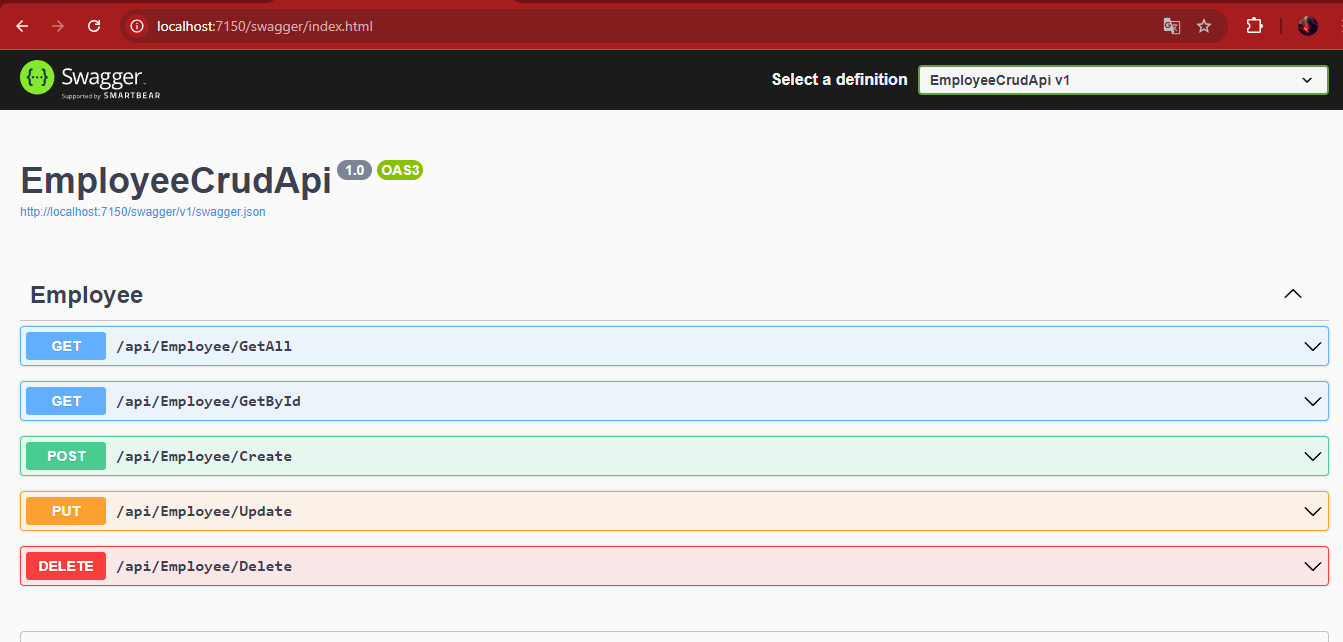 localhost:7150/swagger/index.html
Swagger
Supported by SMARTBEAR
Select a definition
EmployeeCrudApi v1
EmployeeCrudApi 1.0 OAS3
http://localhost:7150/swagger/v1/swagger.json
Employee
GET /api/Employee/GetAll
GET /api/Employee/GetById
POST /api/Employee/Create
PUT /api/Employee/Update
DELETE /api/Employee/Delete